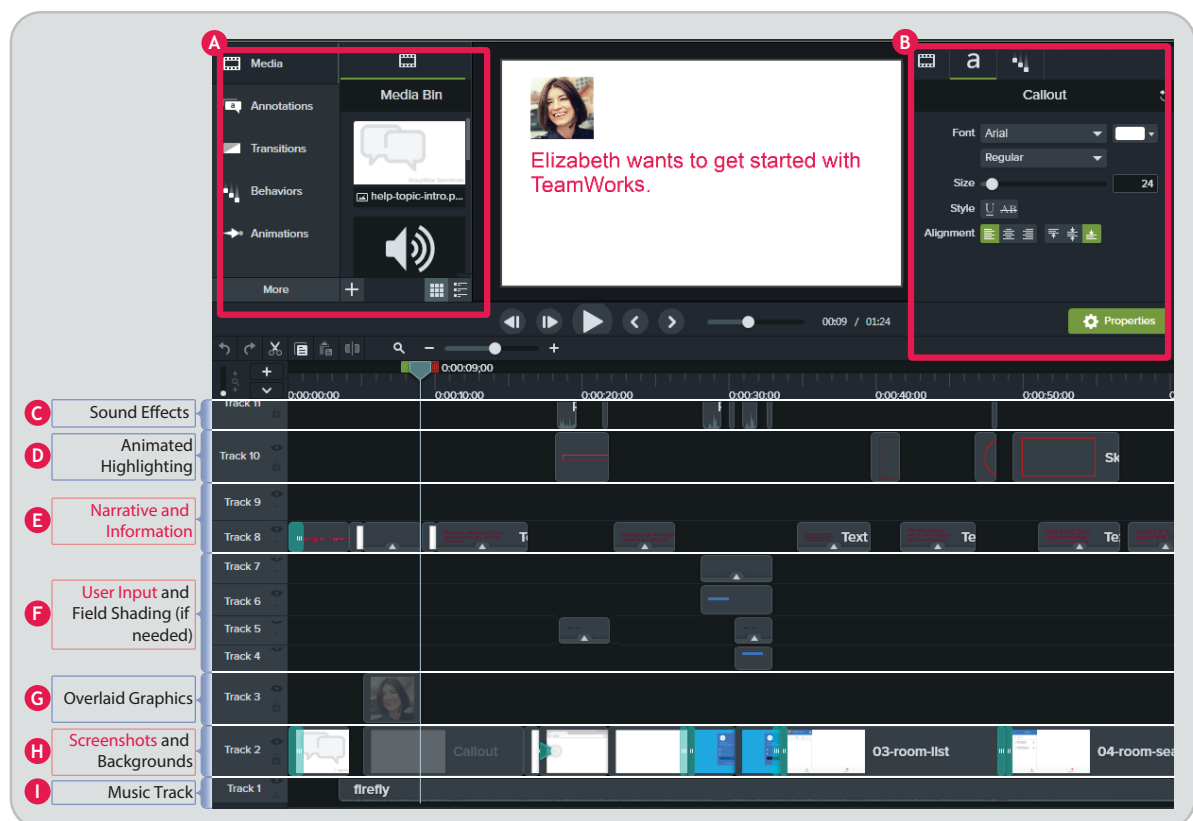 A
B
Media
Annotations
Transitions
Behaviors
Animations
More
Media Bin
help-topic-intro.p...
Elizabeth wants to get started with
TeamWorks.
a
Callout
Font Arial
Regular
Size 24
Style U AB
Alignment
Properties
00:09 / 01:24
0:00:09;00
0:00:00;00 0:00:10;00 0:00:20;00 0:00:30;00 0:00:40;00 0:00:50;00
C Sound Effects Track 11
D Animated
Highlighting
Track 10 Sk
E Narrative and
Information
Track 9
Track 8 Text Te
F User Input and
Field Shading (if
needed)
Track 7
Track 6
Track 5
Track 4
G Overlaid Graphics Track 3
H Screenshots and
Backgrounds
Track 2 Callout 03-room-list 04-room-sea
I Music Track Track 1 firefly